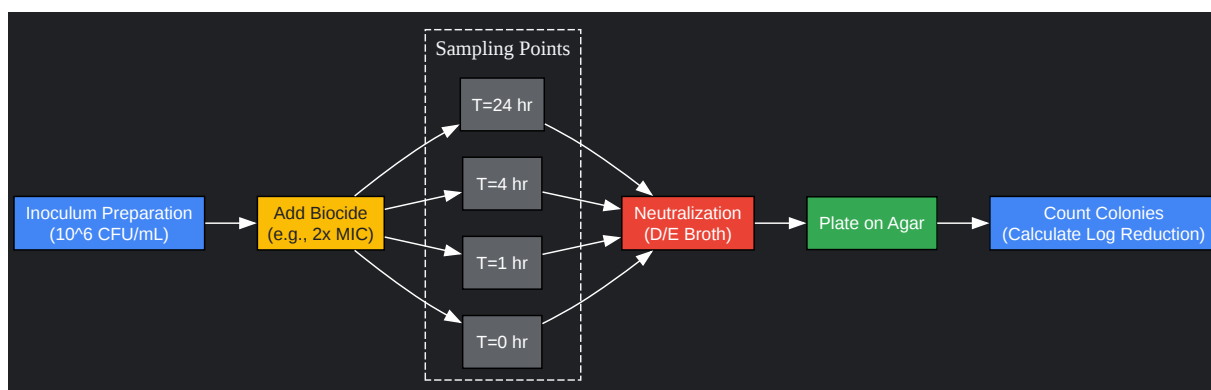 Sampling Points
T=24 hr
T=4 hr
T=1 hr
T=0 hr
Inoculum Preparation
(10^6 CFU/mL)
Add Biocide
(e.g., 2x MIC)
Neutralization
(D/E Broth)
Plate on Agar
Count Colonies
(Calculate Log Reduction)